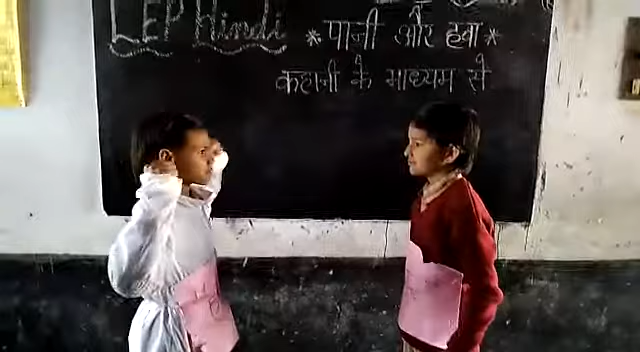 LEP Hindi
* पानी और हवा *
कहानी के माध्यम से